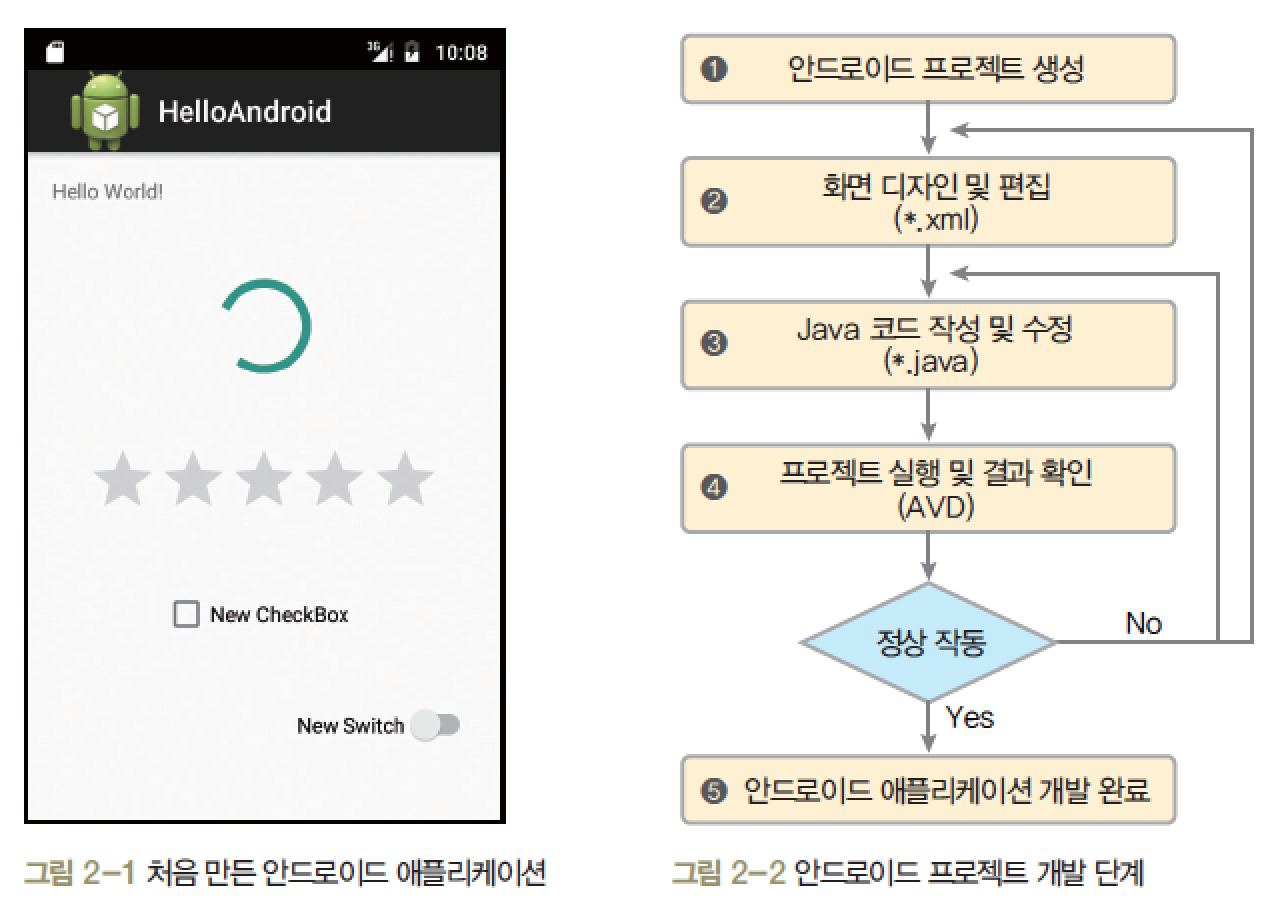 3G 10:08
HelloAndroid
Hello World!
New CheckBox
New Switch
그림 2-1 처음 만든 안드로이드 애플리케이션
❶ 안드로이드 프로젝트 생성
❷ 화면 디자인 및 편집
(*.xml)
❸ Java 코드 작성 및 수정
(*.java)
❹ 프로젝트 실행 및 결과 확인
(AVD)
정상 작동
No
Yes
❺ 안드로이드 애플리케이션 개발 완료
그림 2-2 안드로이드 프로젝트 개발 단계